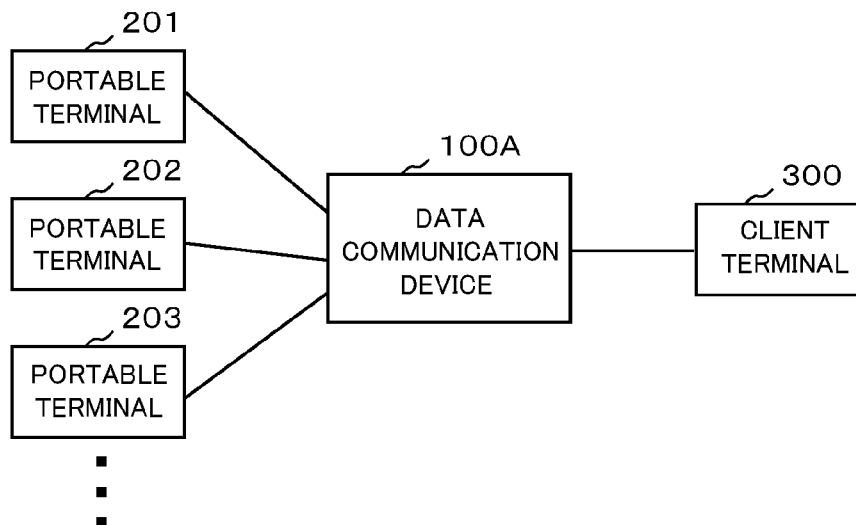 201
PORTABLE
TERMINAL
202
PORTABLE
TERMINAL
203
PORTABLE
TERMINAL
100A
DATA
COMMUNICATION
DEVICE
300
CLIENT
TERMINAL